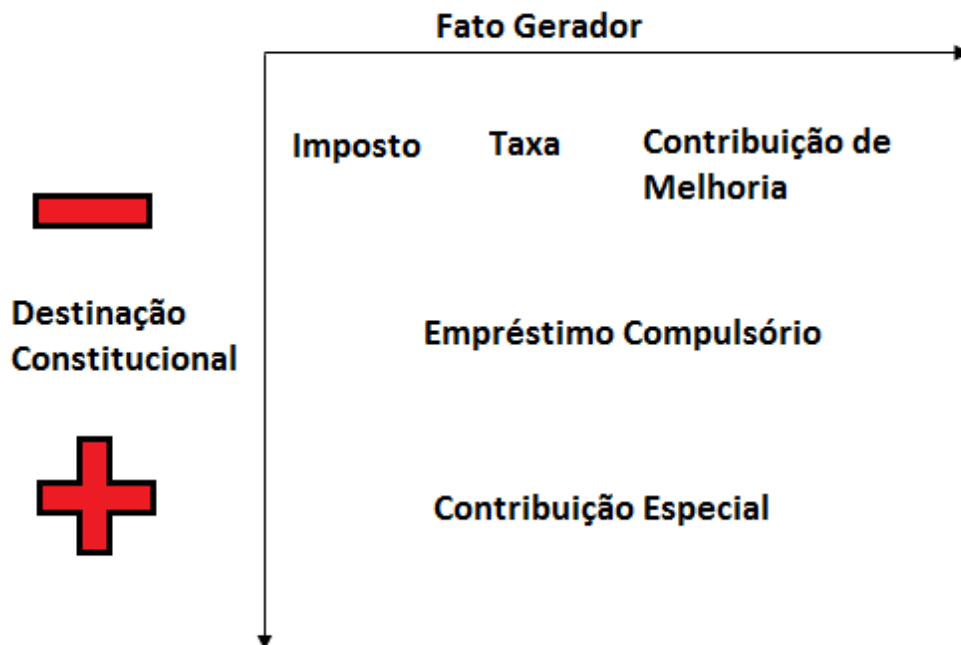 Fato Gerador
Imposto
Taxa
Contribuição de
Melhoria
Destinação
Constitucional
Empréstimo Compulsório
Contribuição Especial